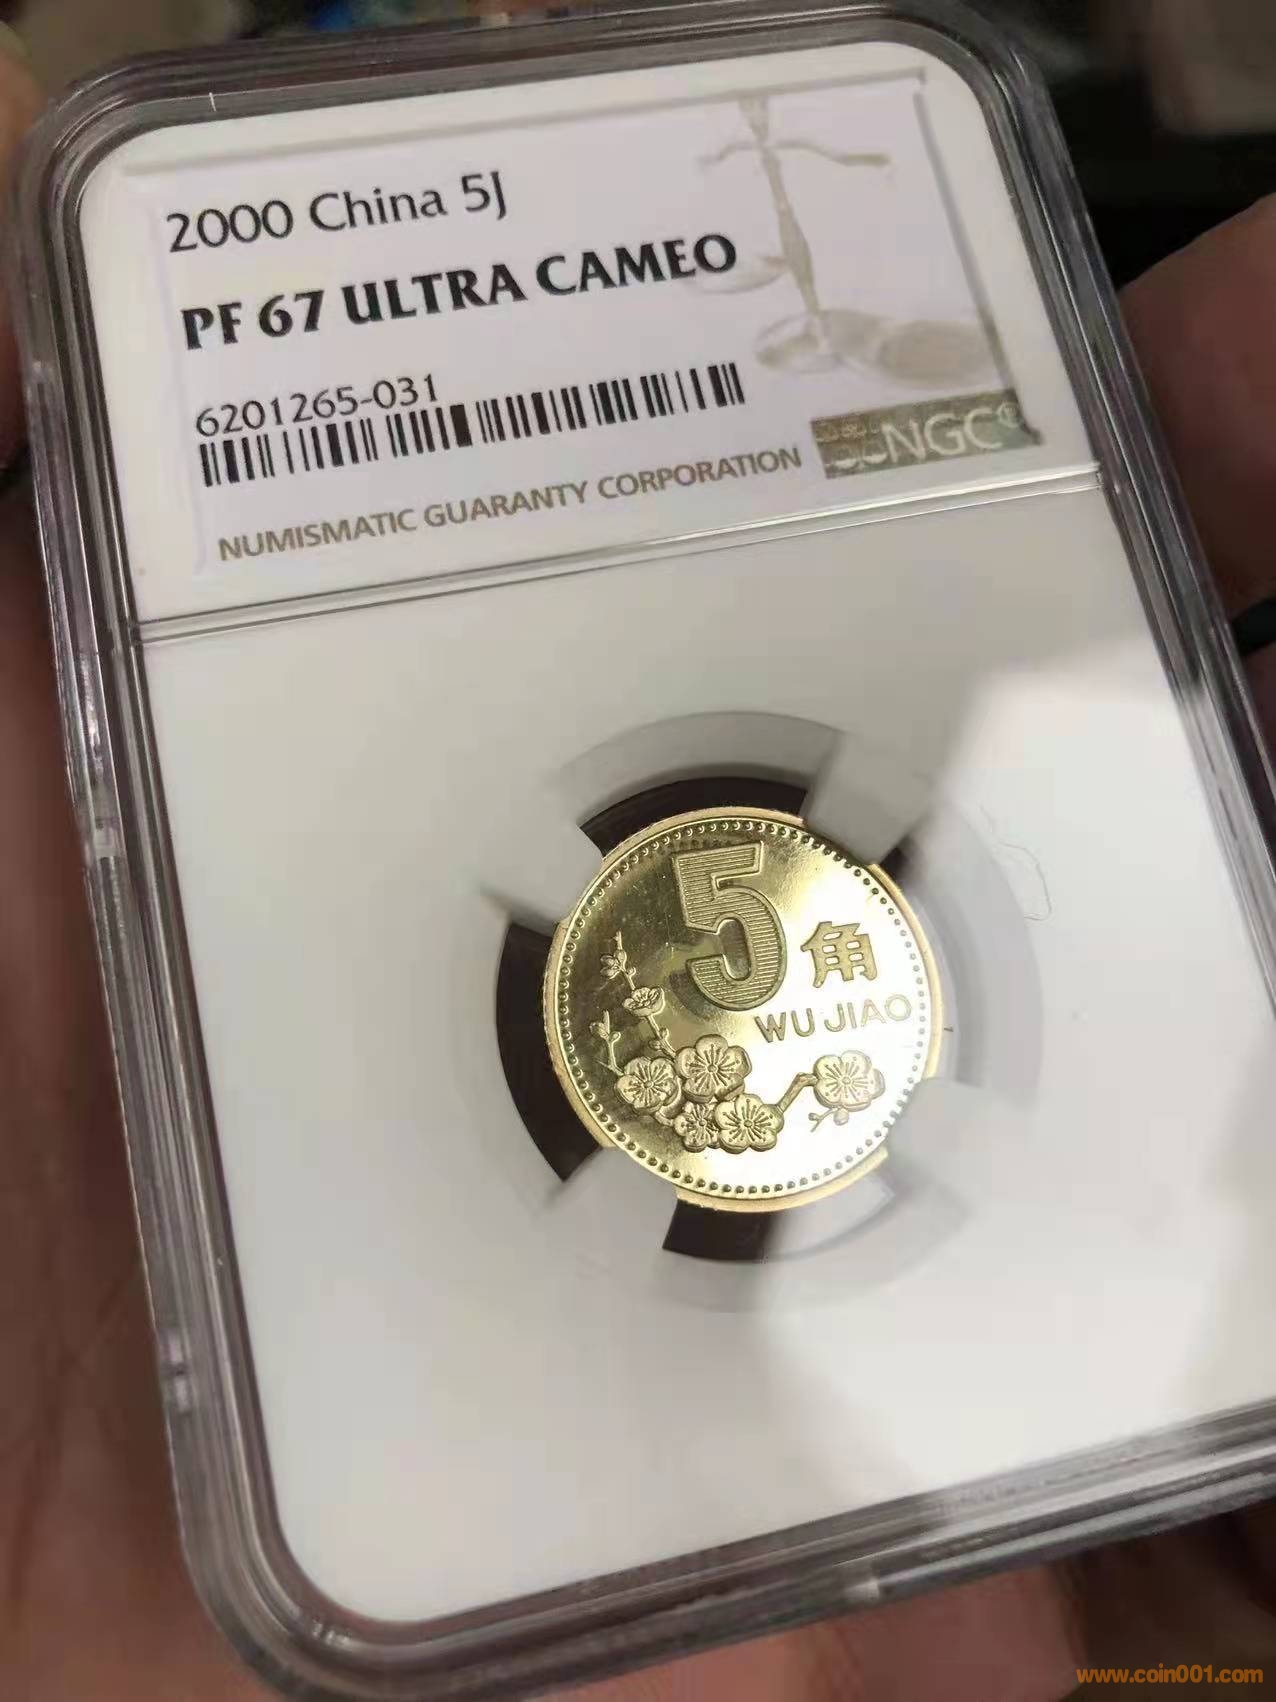 2000 China 5J
PF 67 ULTRA CAMEO
6201265-031
NUMISMATIC GUARANTY CORPORATION
NGC®
5角
WU JIAO
www.coin001.com